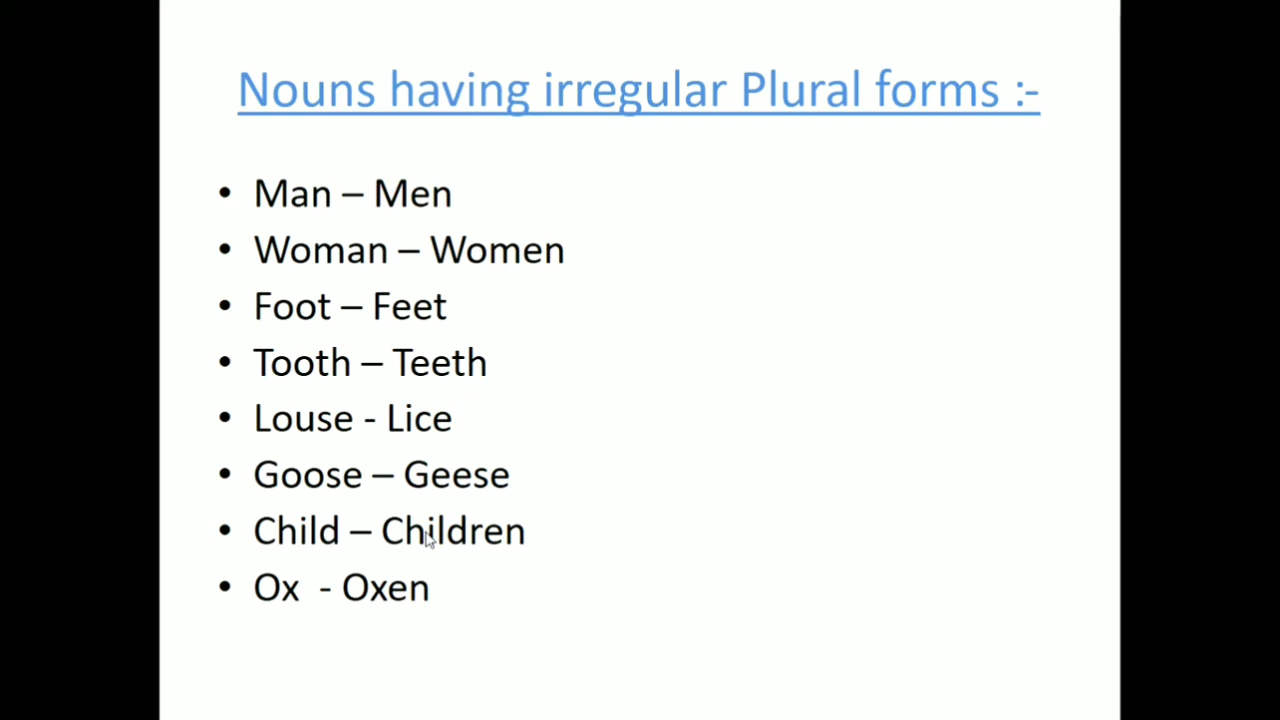 Nouns having irregular Plural forms :-
• Man – Men
• Woman – Women
• Foot – Feet
• Tooth – Teeth
• Louse - Lice
• Goose – Geese
• Child – Children
• Ox  - Oxen